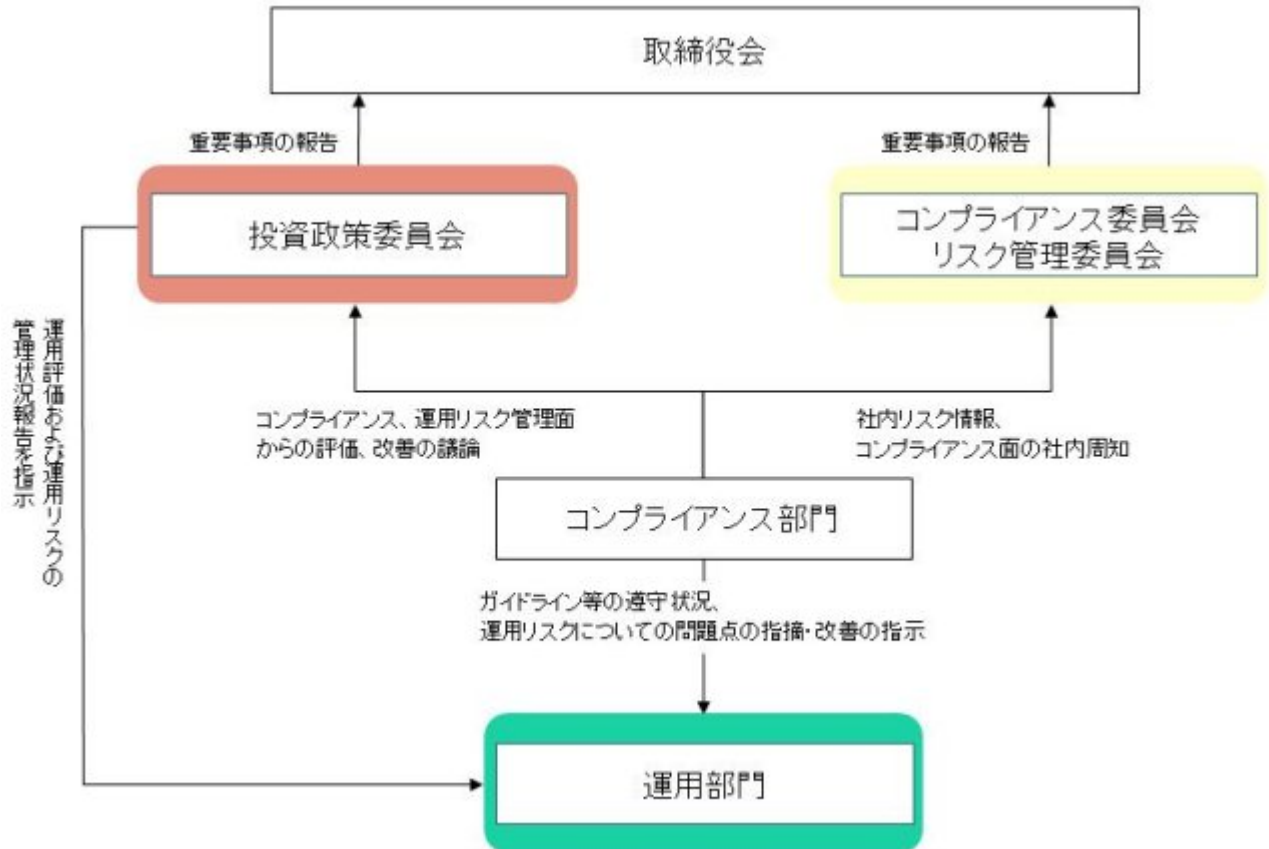 取締役会
重要事項の報告
重要事項の報告
投資政策委員会
コンプライアンス委員会
リスク管理委員会
運用評価および運用リスクの
管理状況報告を指示
コンプライアンス、運用リスク管理面
からの評価、改善の議論
社内リスク情報、
コンプライアンス面の社内周知
コンプライアンス部門
ガイドライン等の遵守状況、
運用リスクについての問題点の指摘・改善の指示
運用部門